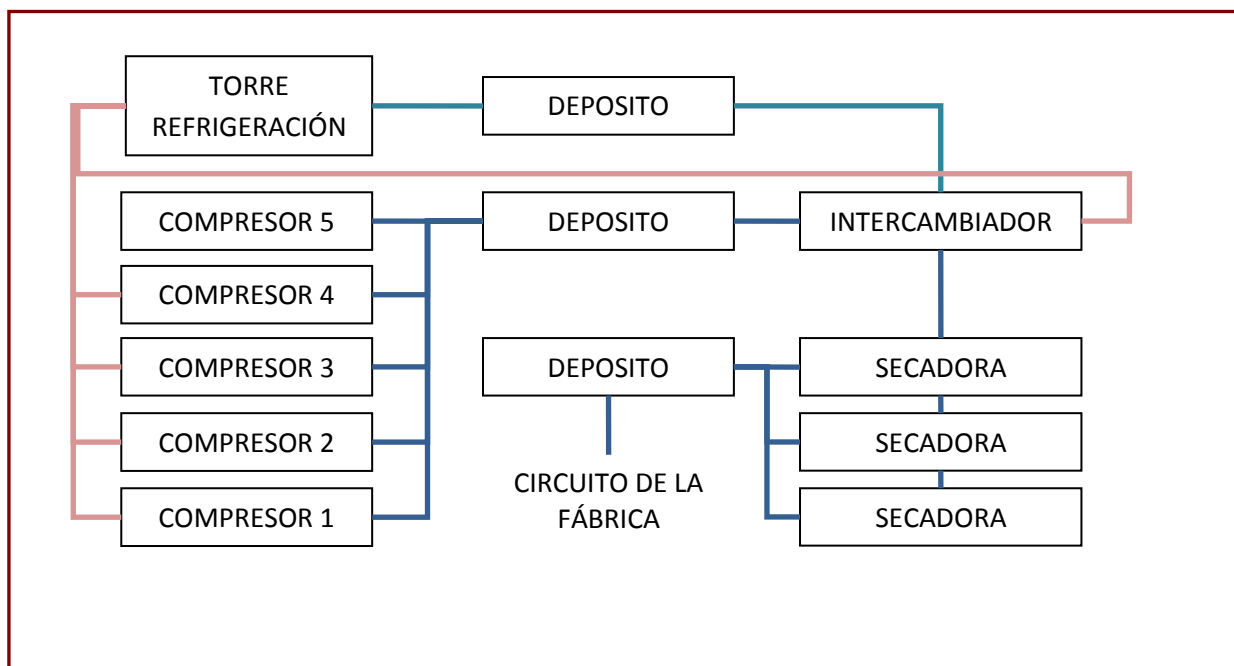 TORRE
REFRIGERACIÓN
DEPOSITO
COMPRESOR 5
DEPOSITO
INTERCAMBIADOR
COMPRESOR 4
COMPRESOR 3
DEPOSITO
SECADORA
COMPRESOR 2
SECADORA
CIRCUITO DE LA
FÁBRICA
COMPRESOR 1
SECADORA